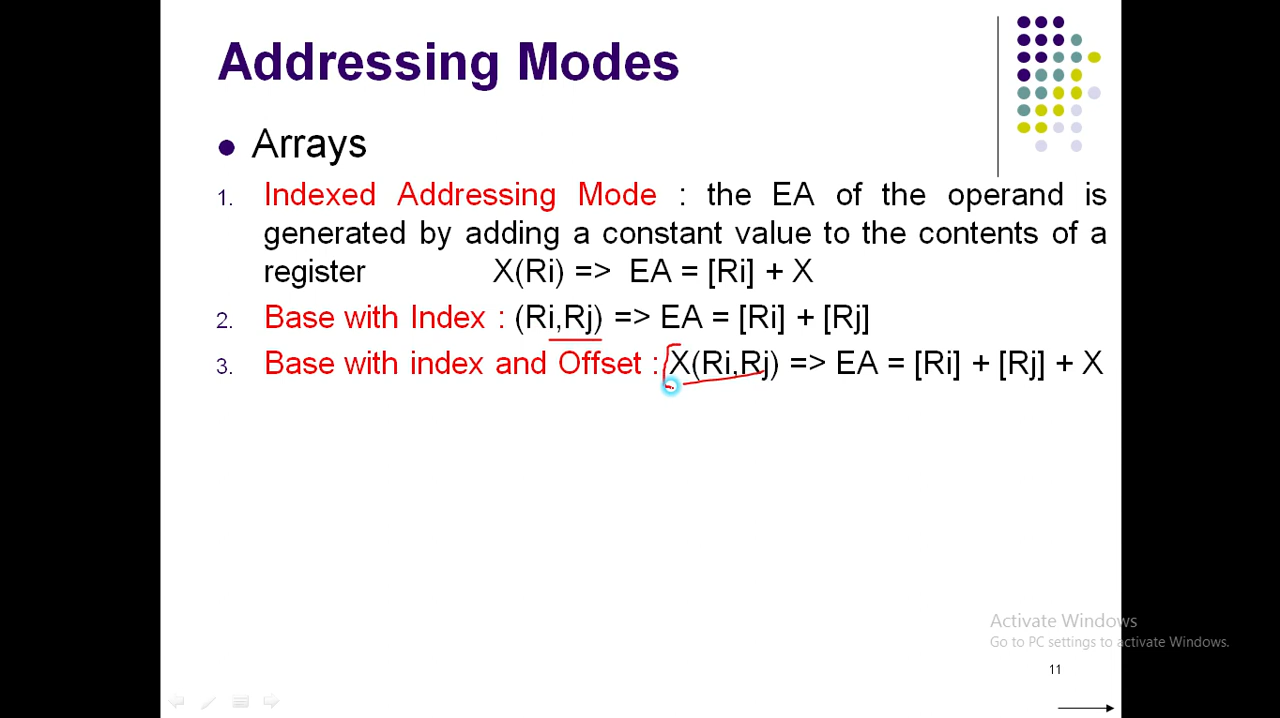 Addressing Modes
● Arrays
1. Indexed Addressing Mode : the EA of the operand is
generated by adding a constant value to the contents of a
register X(Ri) => EA = [Ri] + X
2. Base with Index : (Ri,Rj) => EA = [Ri] + [Rj]
3. Base with index and Offset : X(Ri,Rj) => EA = [Ri] + [Rj] + X
Activate Windows
Go to PC settings to activate Windows.
11